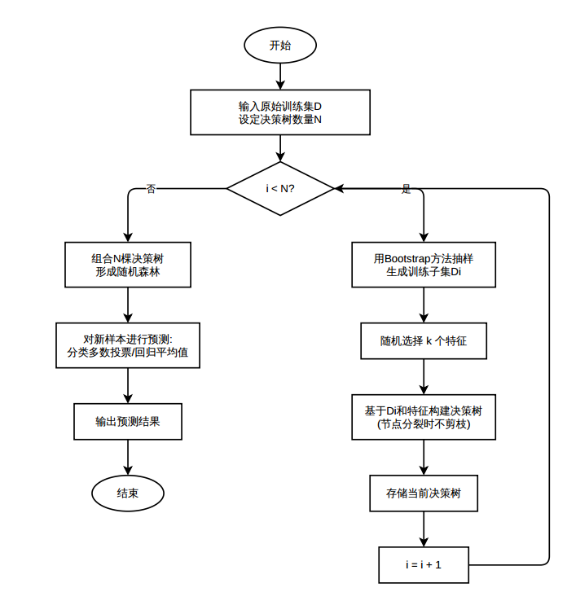 开始
输入原始训练集D
设定决策树数量N
i < N?
否
是
组合N棵决策树
形成随机森林
对新样本进行预测:
分类多数投票/回归平均值
输出预测结果
结束
用Bootstrap方法抽样
生成训练子集Di
随机选择 k 个特征
基于Di和特征构建决策树
(节点分裂时不剪枝)
存储当前决策树
i = i + 1